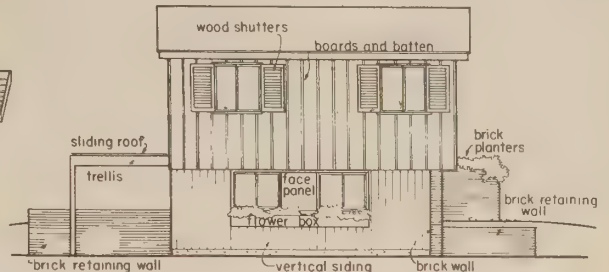 wood shutters
boards and batten
sliding roof
trellis
brick
planters
face
panel
brick retaining
wall
flower box
brick retaining wall
vertical siding
brick wall